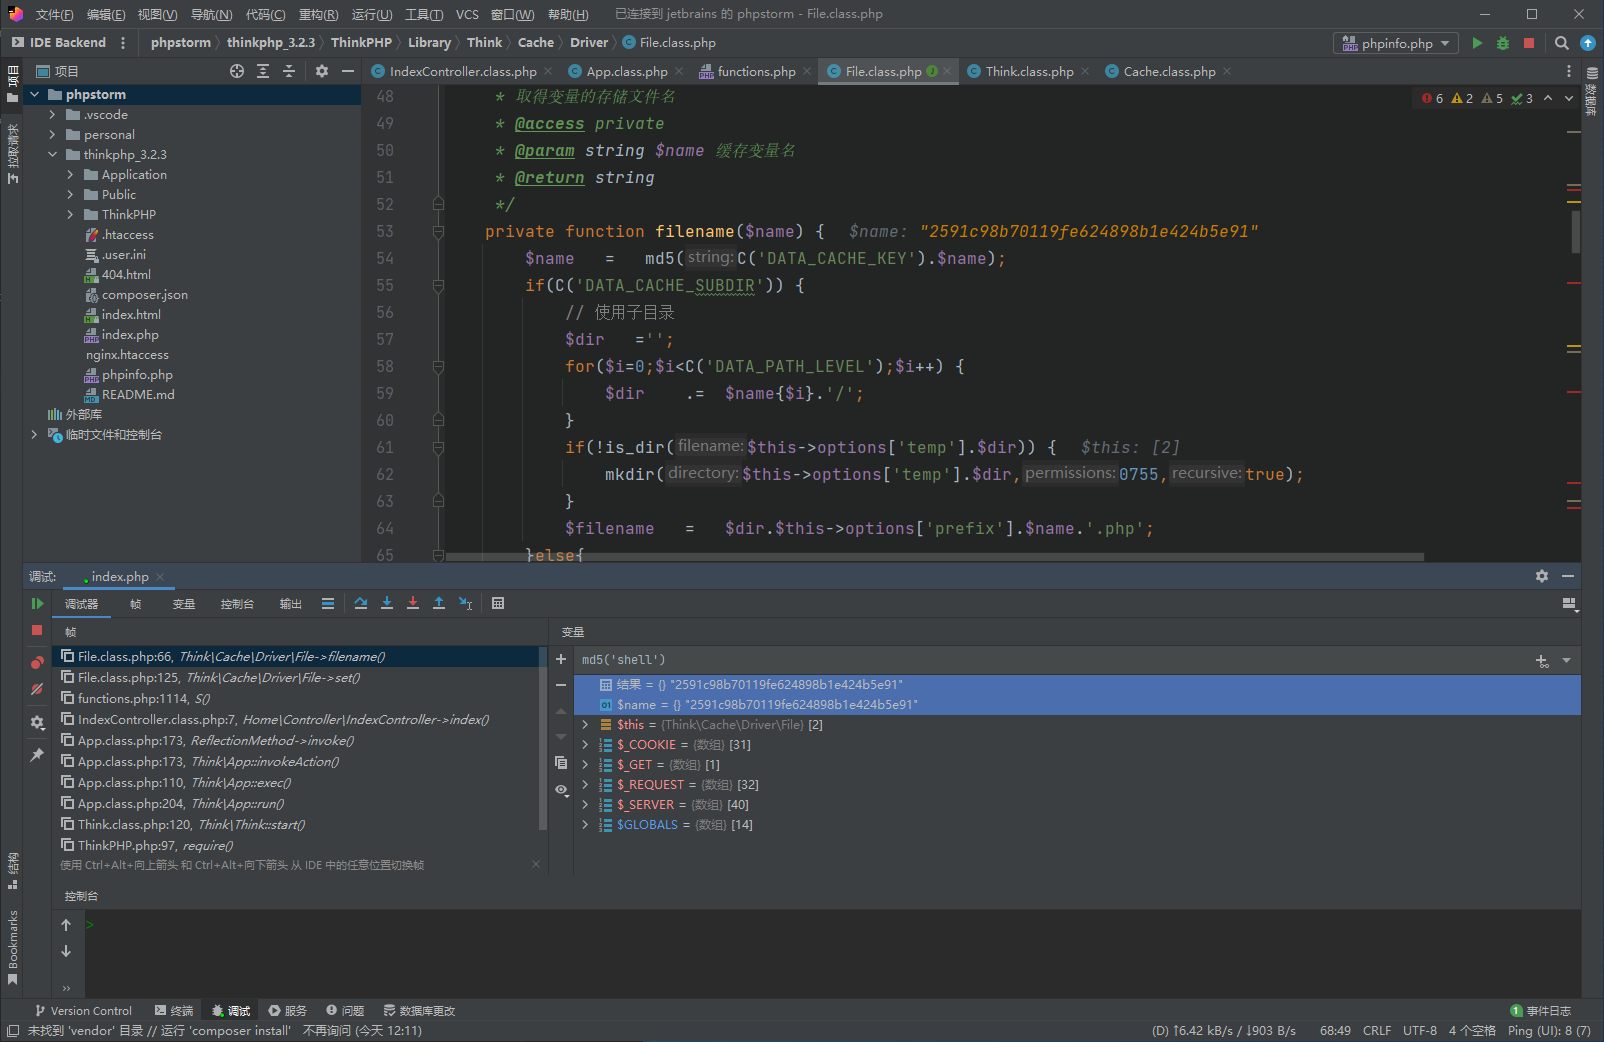 文件(F) 编辑(E) 视图(V) 导航(N) 代码(C) 重构(R) 运行(U) 工具(T) VCS 窗口(W) 帮助(H) 已连接到 jetbrains 的 phpstorm - File.class.php
IDE Backend phpstorm thinkphp_3.2.3 ThinkPHP Library Think Cache Driver File.class.php phpinfo.php
项目
IndexController.class.php App.class.php functions.php File.class.php Think.class.php Cache.class.php
项目
拉取请求
phpstorm
.vscode
personal
thinkphp_3.2.3
Application
Public
ThinkPHP
.htaccess
.user.ini
404.html
composer.json
index.html
index.php
nginx.htaccess
phpinfo.php
README.md
外部库
临时文件和控制台
6 2 5 3
数据库
48 * 取得变量的存储文件名
49 * @access private
50 * @param string $name 缓存变量名
51 * @return string
52 */
53 private function filename($name) { $name: "2591c98b70119fe624898b1e424b5e91"
54 $name = md5( string: C('DATA_CACHE_KEY').$name);
55 if(C('DATA_CACHE_SUBDIR')) {
56 // 使用子目录
57 $dir ='';
58 for($i=0;$i<C('DATA_PATH_LEVEL');$i++) {
59 $dir .= $name{$i}.'/';
60 }
61 if(!is_dir( filename: $this->options['temp'].$dir)) { $this: [2]
62 mkdir( directory: $this->options['temp'].$dir, permissions: 0755, recursive: true);
63 }
64 $filename = $dir.$this->options['prefix'].$name.'.php';
65 }else{
调试: index.php
调试器 帧 变量 控制台 输出
帧
File.class.php:66, Think\Cache\Driver\File->filename()
File.class.php:125, Think\Cache\Driver\File->set()
functions.php:1114, S()
IndexController.class.php:7, Home\Controller\IndexController->index()
App.class.php:173, ReflectionMethod->invoke()
App.class.php:173, Think\App::invokeAction()
App.class.php:110, Think\App::exec()
App.class.php:204, Think\App::run()
Think.class.php:120, Think\Think::start()
ThinkPHP.php:97, require()
使用 Ctrl+Alt+向上箭头 和 Ctrl+Alt+向下箭头 从 IDE 中的任意位置切换帧
变量
md5('shell')
结果 = {} "2591c98b70119fe624898b1e424b5e91"
$name = {} "2591c98b70119fe624898b1e424b5e91"
$this = {Think\Cache\Driver\File} [2]
$_COOKIE = {数组} [31]
$_GET = {数组} [1]
$_REQUEST = {数组} [32]
$_SERVER = {数组} [40]
$GLOBALS = {数组} [14]
结构
Bookmarks
控制台
>
Version Control 终端 调试 服务 问题 数据库更改 1 事件日志
未找到 'vendor' 目录 // 运行 'composer install' 不再询问 (今天 12:11) (D) ↑6.42 kB/s / ↓903 B/s 68:49 CRLF UTF-8 4 个空格 Ping (UI): 8 (7)